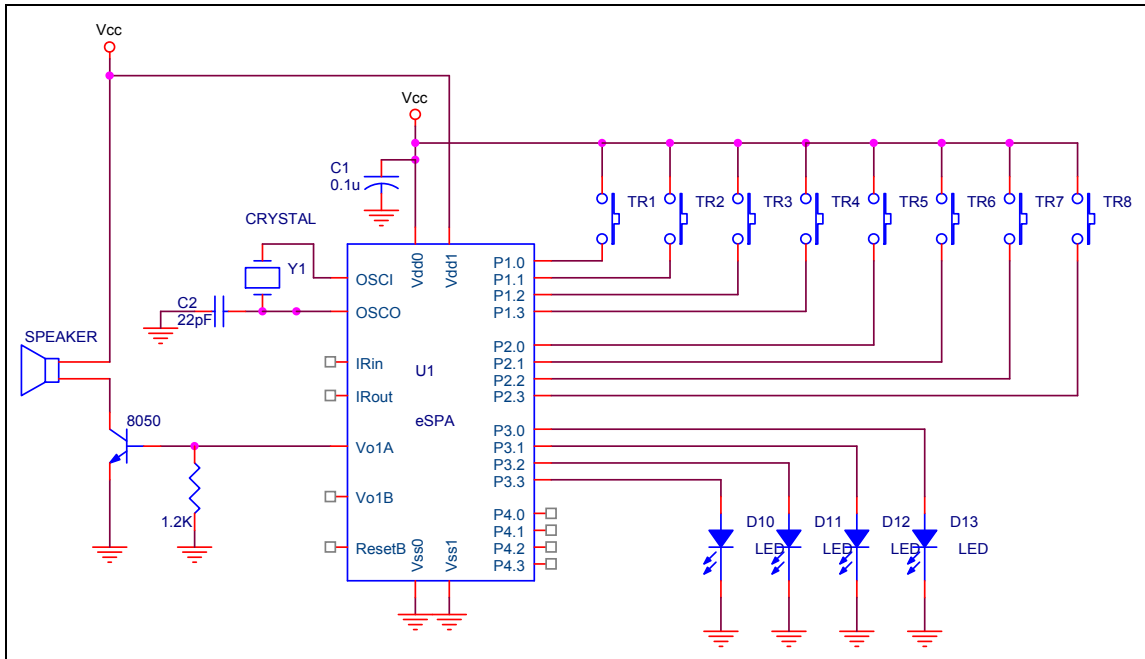 Vcc
Vcc
C1
0.1u
TR1
TR2
TR3
TR4
TR5
TR6
TR7
TR8
CRYSTAL
Y1
C2
22pF
SPEAKER
8050
1.2K
Vdd0
Vdd1
OSCI
OSCO
IRin
IRout
Vo1A
Vo1B
ResetB
U1
eSPA
Vss0
Vss1
P1.0
P1.1
P1.2
P1.3
P2.0
P2.1
P2.2
P2.3
P3.0
P3.1
P3.2
P3.3
P4.0
P4.1
P4.2
P4.3
D10
LED
D11
LED
D12
LED
D13
LED